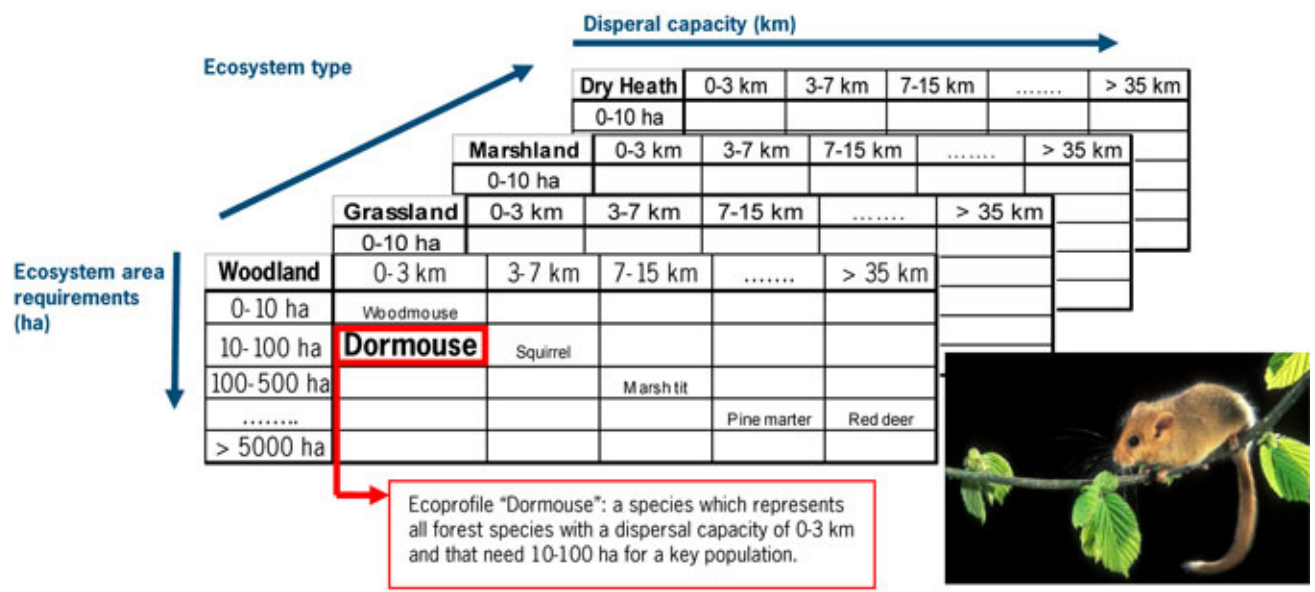 Disperal capacity (km)
Ecosystem type
Dry Heath 0-3 km 3-7 km 7-15 km ....... > 35 km
0-10 ha
Marshland 0-3 km 3-7 km 7-15 km ....... > 35 km
0-10 ha
Grassland 0-3 km 3-7 km 7-15 km ....... > 35 km
0-10 ha
Ecosystem area
requirements
(ha)
Woodland 0-3 km 3-7 km 7-15 km ....... > 35 km
0-10 ha Woodmouse
10-100 ha Dormouse Squirrel
100-500 ha Marsh tit
........ Pine marter Red deer
> 5000 ha
Ecoprofile “Dormouse”: a species which represents
all forest species with a dispersal capacity of 0-3 km
and that need 10-100 ha for a key population.